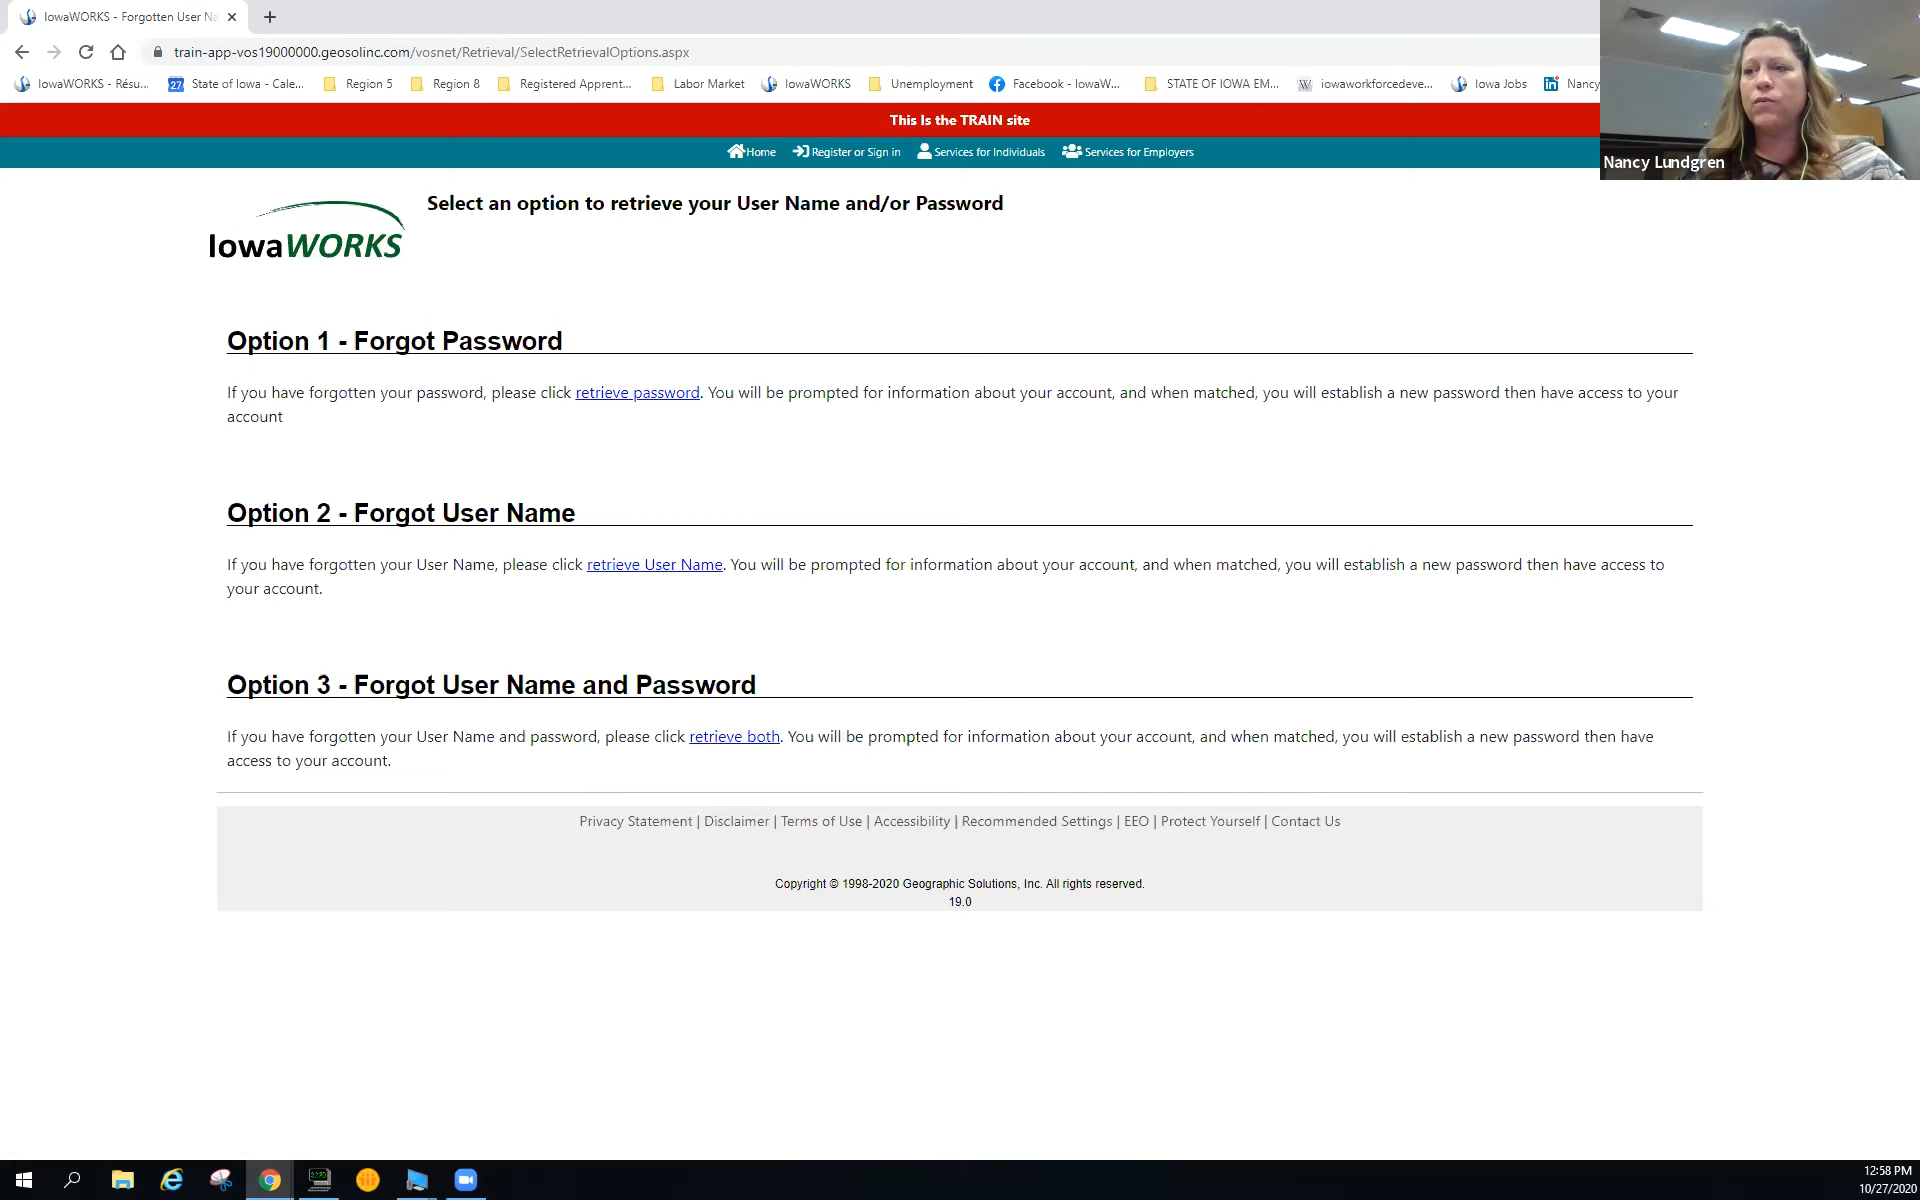 IowaWORKS - Forgotten User Na
train-app-vos19000000.geosolinc.com/vosnet/Retrieval/SelectRetrievalOptions.aspx
IowaWORKS - Résu... 27 State of Iowa - Cale... Region 5 Region 8 Registered Apprent... Labor Market IowaWORKS Unemployment Facebook - IowaW... STATE OF IOWA EM... W iowaworkforcedeve... Iowa Jobs in Nancy
This Is the TRAIN site
Home Register or Sign in Services for Individuals Services for Employers
Nancy Lundgren
Select an option to retrieve your User Name and/or Password
IowaWORKS
Option 1 - Forgot Password
If you have forgotten your password, please click retrieve password. You will be prompted for information about your account, and when matched, you will establish a new password then have access to your
account
Option 2 - Forgot User Name
If you have forgotten your User Name, please click retrieve User Name. You will be prompted for information about your account, and when matched, you will establish a new password then have access to
your account.
Option 3 - Forgot User Name and Password
If you have forgotten your User Name and password, please click retrieve both. You will be prompted for information about your account, and when matched, you will establish a new password then have
access to your account.
Privacy Statement | Disclaimer | Terms of Use | Accessibility | Recommended Settings | EEO | Protect Yourself | Contact Us
Copyright © 1998-2020 Geographic Solutions, Inc. All rights reserved.
19.0
12:58 PM
10/27/2020